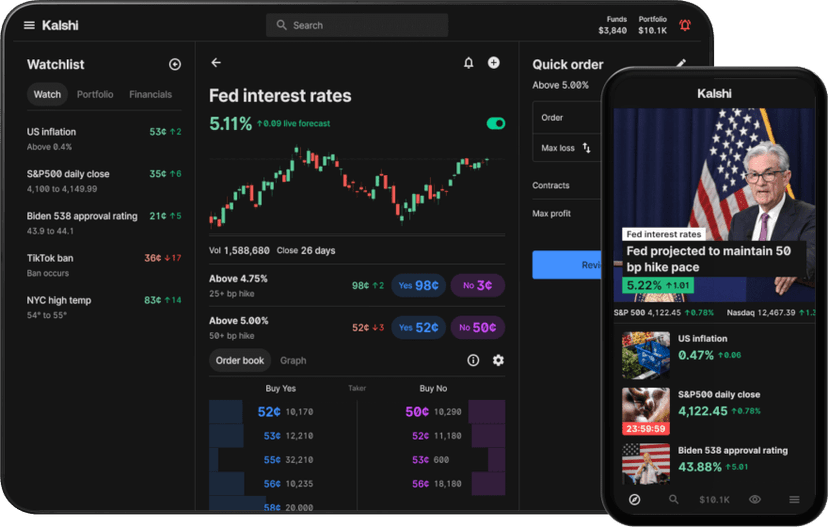 Kalshi
Search
Funds
$3,840
Portfolio
$10.1K
Watchlist
Watch Portfolio Financials
US inflation 53¢ ↑2
Above 0.4%
S&P500 daily close 35¢ ↑6
4,100 to 4,149.99
Biden 538 approval rating 21¢ ↑5
43.9 to 44.1
TikTok ban 36¢ ↓17
Ban occurs
NYC high temp 83¢ ↑14
54° to 55°
Fed interest rates
5.11% ↑0.09 live forecast
Vol 1,588,680 Close 26 days
Above 4.75% 98¢ ↑2 Yes 98¢ No 3¢
25+ bp hike
Above 5.00% 52¢ ↓3 Yes 52¢ No 50¢
50+ bp hike
Order book Graph
Buy Yes Taker Buy No
52¢ 10,170 50¢ 10,290
53¢ 12,210 52¢ 11,180
55¢ 32,210 53¢ 600
56¢ 10,235 56¢ 18,180
58¢ 20,000
Quick order
Above 5.00%
Order
Max loss
Contracts
Max profit
Kalshi
Fed interest rates
Fed projected to maintain 50
bp hike pace
5.22% ↑1.01
S&P 500 4,122.45 ↑0.78% Nasdaq 12,467.39
US inflation
0.47% ↑0.06
S&P500 daily close
4,122.45 ↑0.78%
23:59:59
Biden 538 approval rating
43.88% ↑5.01
$10.1K